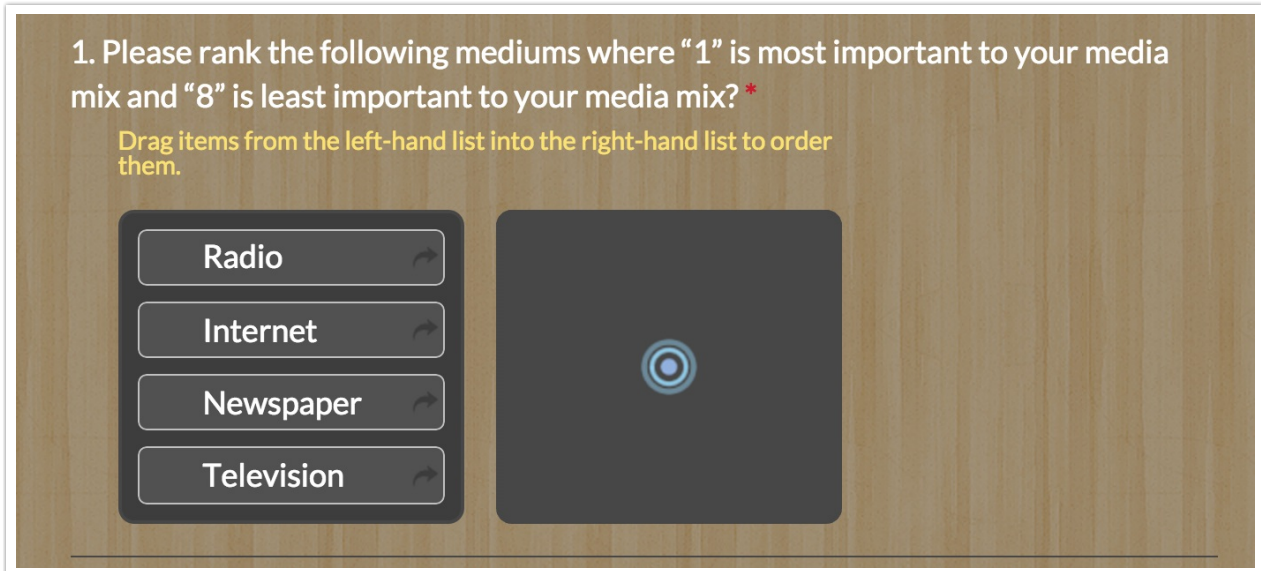 1. Please rank the following mediums where “1” is most important to your media
mix and “8” is least important to your media mix? *
Drag items from the left-hand list into the right-hand list to order
them.
Radio
Internet
Newspaper
Television